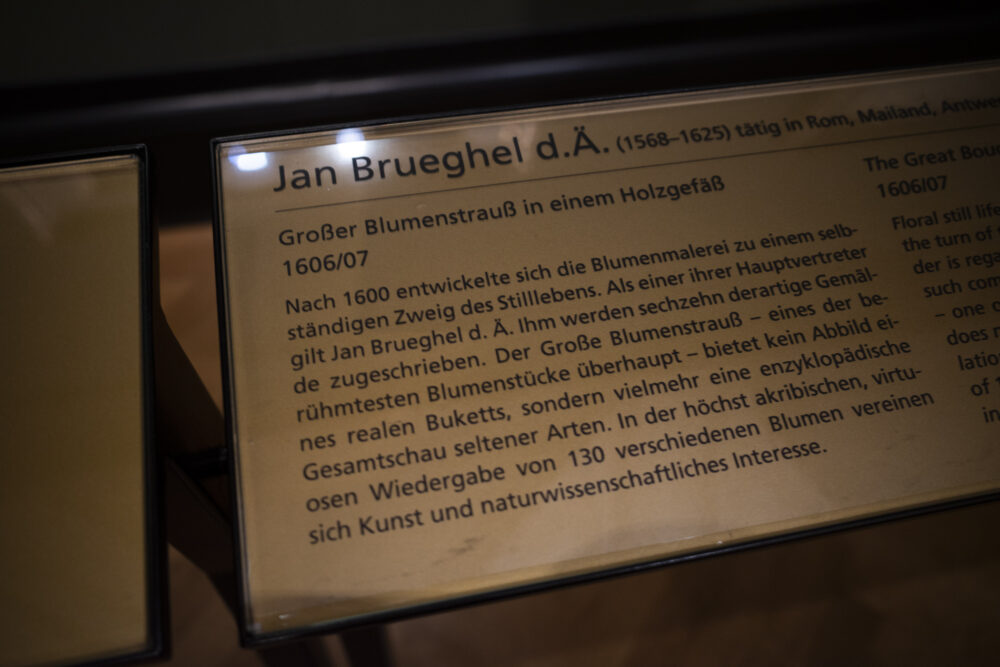 Jan Brueghel d.Ä. (1568–1625) tätig in Rom, Mailand,
Großer Blumenstrauß in einem Holzgefäß
1606/07
Nach 1600 entwickelte sich die Blumenmalerei zu einem selb-
ständigen Zweig des Stilllebens. Als einer ihrer Hauptvertreter
gilt Jan Brueghel d. Ä. Ihm werden sechzehn derartige Gemäl-
de zugeschrieben. Der Große Blumenstrauß – eines der be-
rühmtesten Blumenstücke überhaupt – bietet kein Abbild ei-
nes realen Buketts, sondern vielmehr eine enzyklopädische
Gesamtschau seltener Arten. In der höchst akribischen, virtu-
osen Wiedergabe von 130 verschiedenen Blumen vereinen
sich Kunst und naturwissenschaftliches Interesse.
The Great
1606/07
Floral still
the turn of
der is
such
– one
does
of